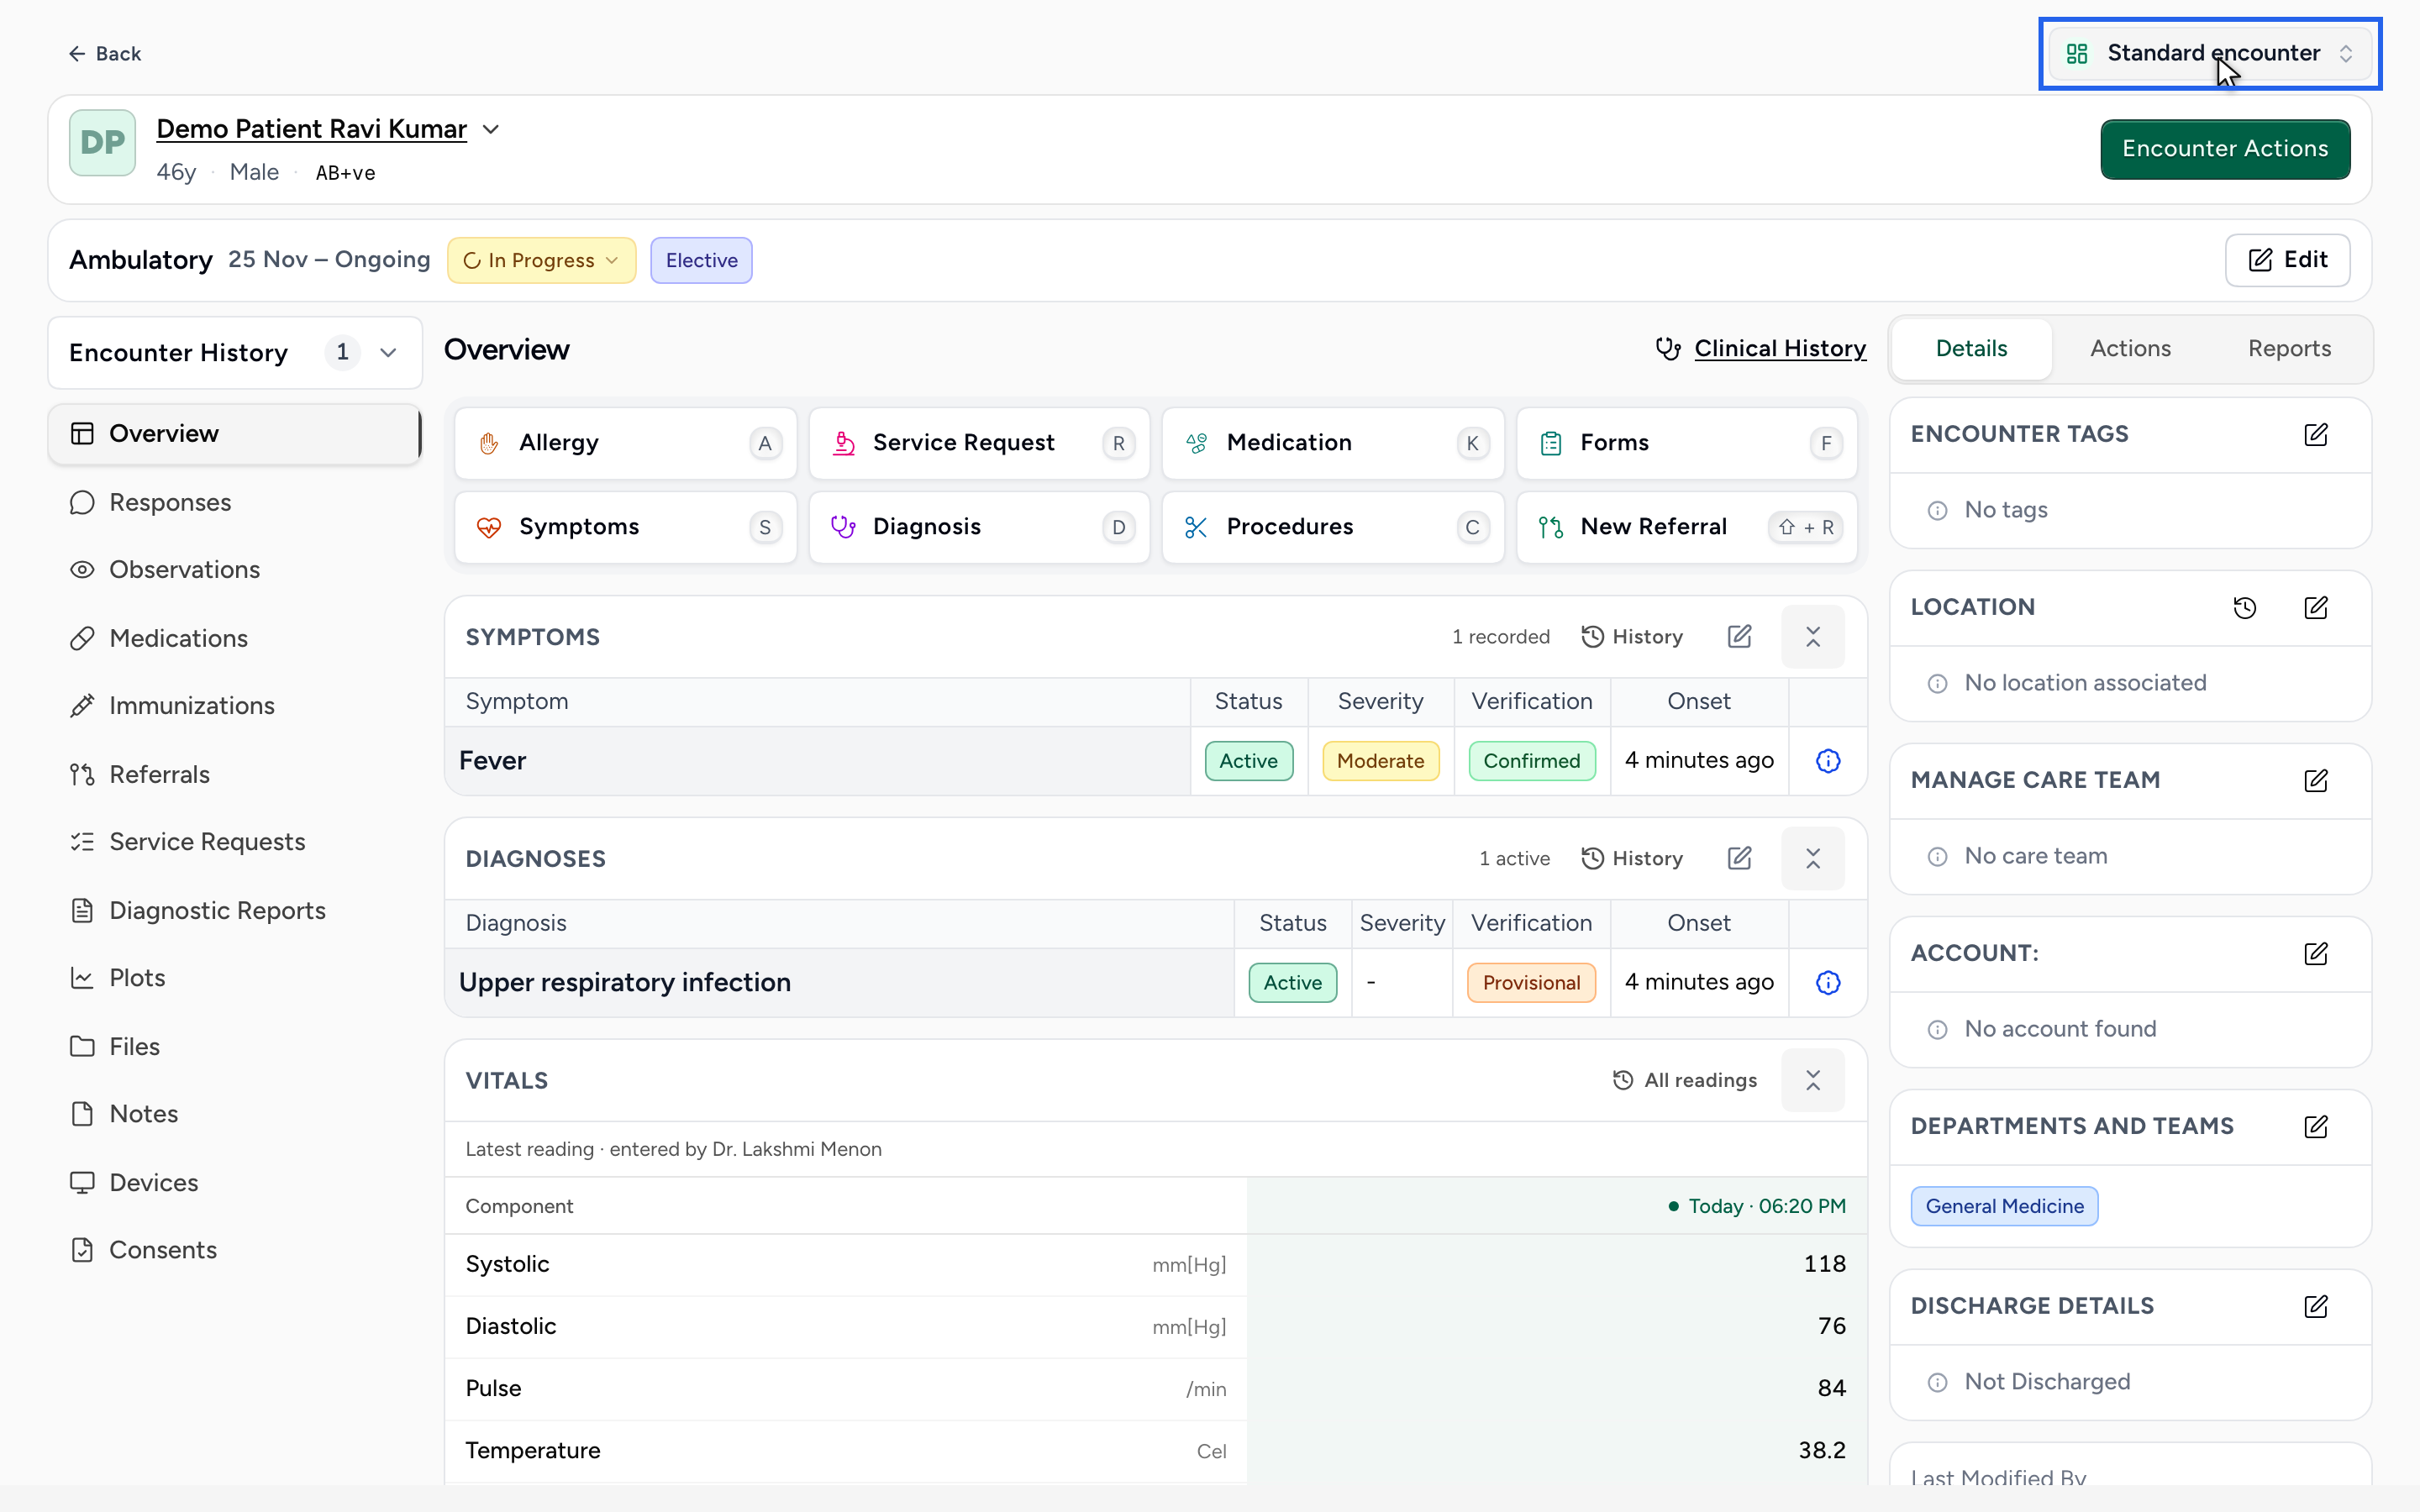 Back
Standard encounter
DP
Demo Patient Ravi Kumar
46y · Male · AB+ve
Encounter Actions
Ambulatory 25 Nov – Ongoing In Progress Elective
Edit
Encounter History 1
Overview
Responses
Observations
Medications
Immunizations
Referrals
Service Requests
Diagnostic Reports
Plots
Files
Notes
Devices
Consents
Overview
Clinical History
Allergy A
Service Request R
Medication K
Forms F
Symptoms S
Diagnosis D
Procedures C
New Referral ⇧ + R
SYMPTOMS
1 recorded History
Symptom Status Severity Verification Onset
Fever Active Moderate Confirmed 4 minutes ago
DIAGNOSES
1 active History
Diagnosis Status Severity Verification Onset
Upper respiratory infection Active - Provisional 4 minutes ago
VITALS
All readings
Latest reading · entered by Dr. Lakshmi Menon
Component Today · 06:20 PM
Systolic mm[Hg] 118
Diastolic mm[Hg] 76
Pulse /min 84
Temperature Cel 38.2
Details Actions Reports
ENCOUNTER TAGS
No tags
LOCATION
No location associated
MANAGE CARE TEAM
No care team
ACCOUNT:
No account found
DEPARTMENTS AND TEAMS
General Medicine
DISCHARGE DETAILS
Not Discharged
Last Modified By